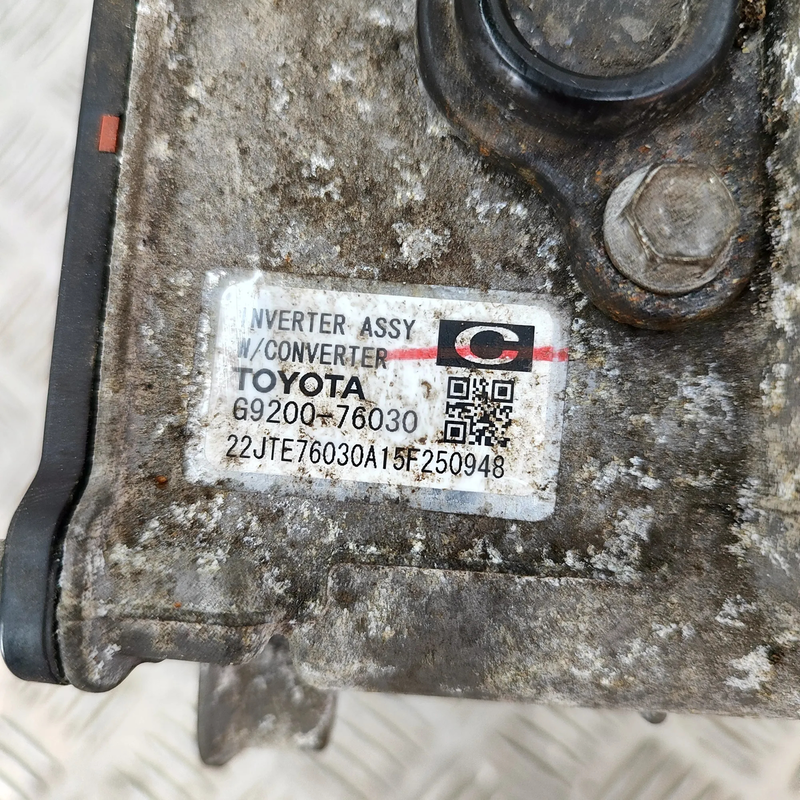 INVERTER ASSY
W/CONVERTER
C
TOYOTA
G9200-76030
22JTE76030A15F250948